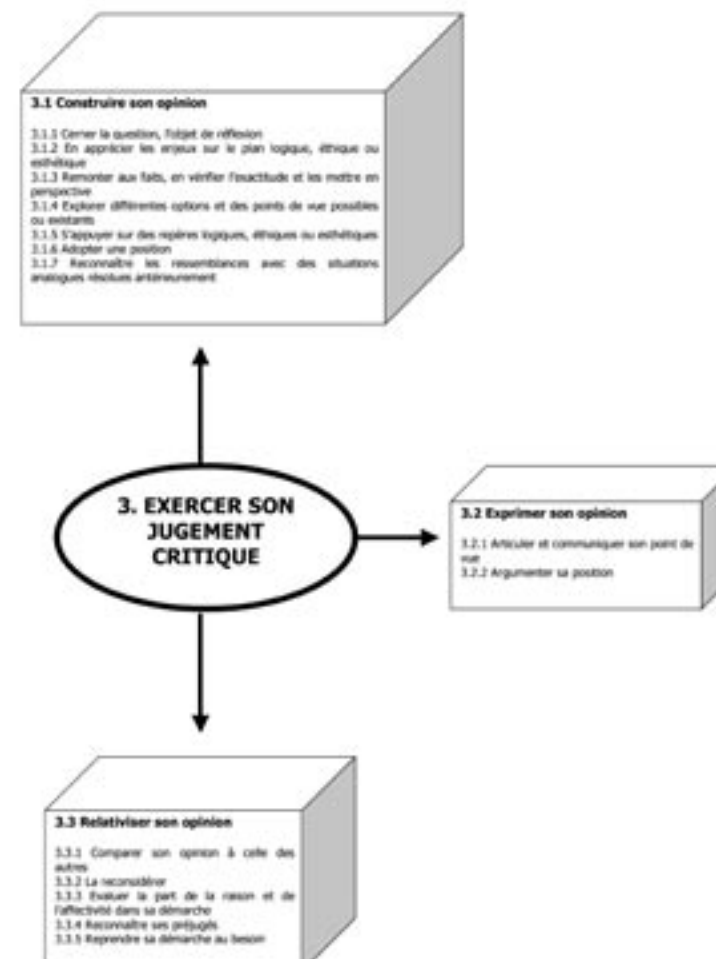 3.1 Construire son opinion
3.1.1 Cerner la question, l'objet de réflexion
3.1.2 En apprécier les enjeux sur le plan logique, éthique ou
esthétique
3.1.3 Remonter aux faits, en vérifier l'exactitude et les mettre en
perspective
3.1.4 Explorer différentes options et des points de vue possibles
ou existants
3.1.5 S'appuyer sur des repères logiques, éthiques ou esthétiques
3.1.6 Adopter une position
3.1.7 Reconnaître les ressemblances avec des situations
analogues résolues antérieurement
3. EXERCER SON
JUGEMENT
CRITIQUE
3.2 Exprimer son opinion
3.2.1 Articuler et communiquer son point de
vue
3.2.2 Argumenter sa position
3.3 Relativiser son opinion
3.3.1 Comparer son opinion à celle des
autres
3.3.2 La reconsidérer
3.3.3 Evaluer la part de la raison et de
l'affectivité dans sa démarche
3.3.4 Reconnaître ses préjugés
3.3.5 Reprendre sa démarche au besoin